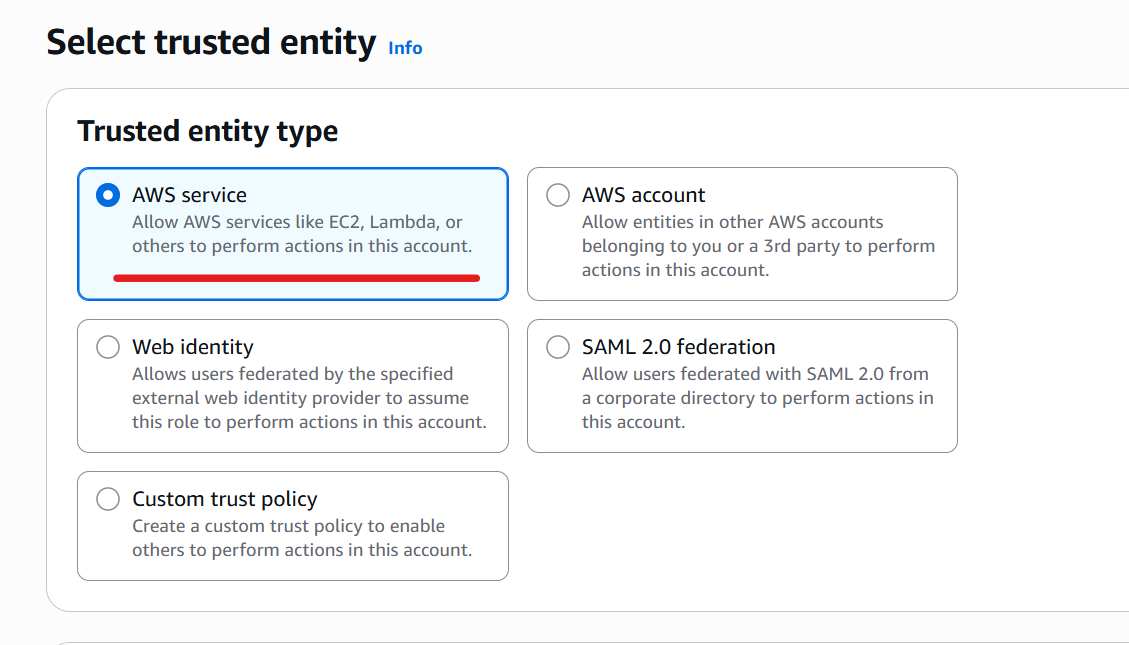 Select trusted entity Info
Trusted entity type
AWS service
Allow AWS services like EC2, Lambda, or
others to perform actions in this account.
AWS account
Allow entities in other AWS accounts
belonging to you or a 3rd party to perform
actions in this account.
Web identity
Allows users federated by the specified
external web identity provider to assume
this role to perform actions in this account.
SAML 2.0 federation
Allow users federated with SAML 2.0 from
a corporate directory to perform actions in
this account.
Custom trust policy
Create a custom trust policy to enable
others to perform actions in this account.